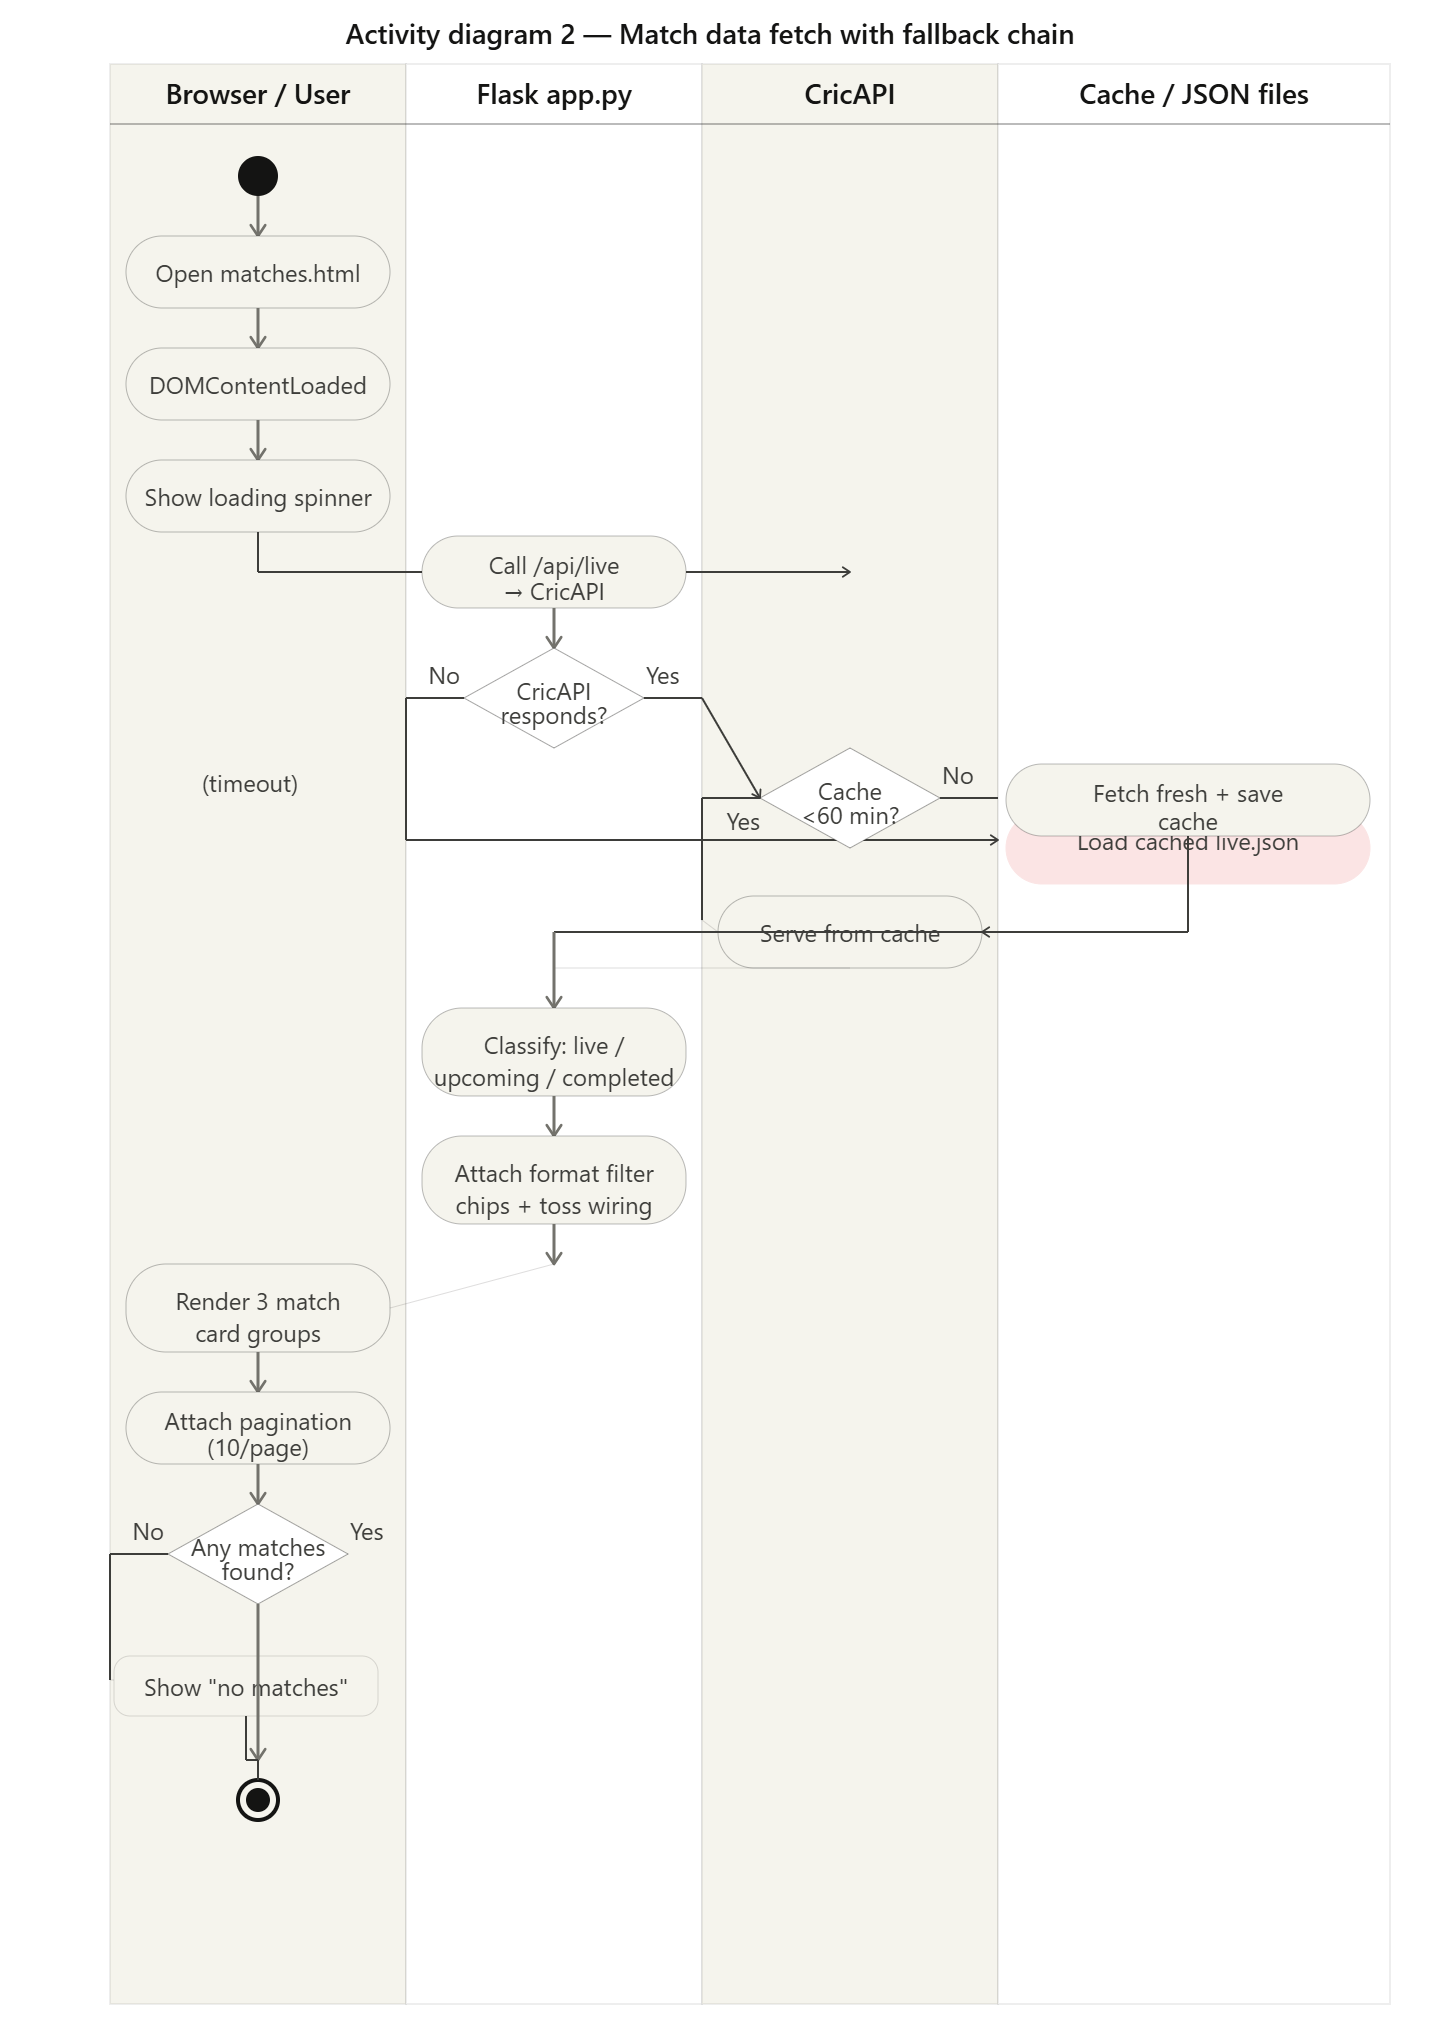 Activity diagram 2 — Match data fetch with fallback chain
Browser / User
Flask app.py
CricAPI
Cache / JSON files
Open matches.html
DOMContentLoaded
Show loading spinner
Call /api/live
→ CricAPI
No
Yes
CricAPI
responds?
(timeout)
No
Cache
<60 min?
Yes
Fetch fresh + save
cache
Load cached live.json
Serve from cache
Classify: live /
upcoming / completed
Attach format filter
chips + toss wiring
Render 3 match
card groups
Attach pagination
(10/page)
No
Yes
Any matches
found?
Show "no matches"